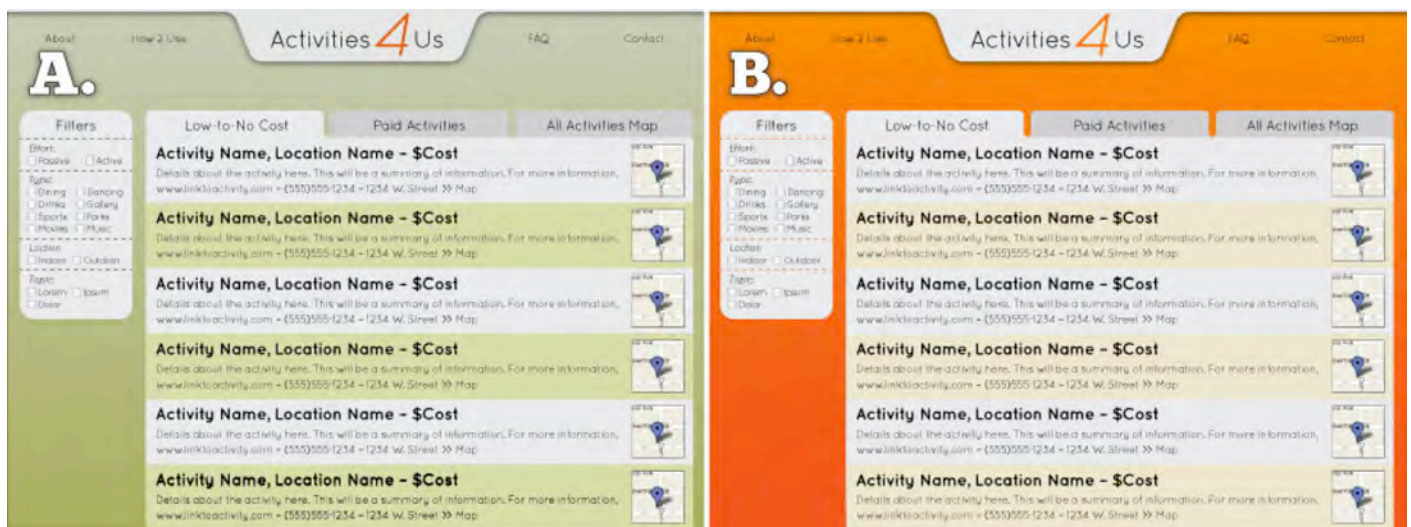 About
How 2 Use
Activities 4 Us
FAQ
Contact
A.
Filters
Effort:
Passive Active
Type:
Dining Dancing
Drinks Gallery
Sports Parks
Movies Music
Location:
Indoor Outdoor
Topic:
Lorem Ipsum
Dolor
Low-to-No Cost
Paid Activities
All Activities Map
Activity Name, Location Name – $Cost
Details about the activity here. This will be a summary of information. For more information,
www.linktoactivity.com – (555)555-1234 – 1234 W. Street >> Map
Activity Name, Location Name – $Cost
Details about the activity here. This will be a summary of information. For more information,
www.linktoactivity.com – (555)555-1234 – 1234 W. Street >> Map
Activity Name, Location Name – $Cost
Details about the activity here. This will be a summary of information. For more information,
www.linktoactivity.com – (555)555-1234 – 1234 W. Street >> Map
Activity Name, Location Name – $Cost
Details about the activity here. This will be a summary of information. For more information,
www.linktoactivity.com – (555)555-1234 – 1234 W. Street >> Map
Activity Name, Location Name – $Cost
Details about the activity here. This will be a summary of information. For more information,
www.linktoactivity.com – (555)555-1234 – 1234 W. Street >> Map
Activity Name, Location Name – $Cost
Details about the activity here. This will be a summary of information. For more information,
www.linktoactivity.com – (555)555-1234 – 1234 W. Street >> Map
About
How 2 Use
Activities 4 Us
FAQ
Contact
B.
Filters
Effort:
Passive Active
Type:
Dining Dancing
Drinks Gallery
Sports Parks
Movies Music
Location:
Indoor Outdoor
Topic:
Lorem Ipsum
Dolor
Low-to-No Cost
Paid Activities
All Activities Map
Activity Name, Location Name – $Cost
Details about the activity here. This will be a summary of information. For more information,
www.linktoactivity.com – (555)555-1234 – 1234 W. Street >> Map
Activity Name, Location Name – $Cost
Details about the activity here. This will be a summary of information. For more information,
www.linktoactivity.com – (555)555-1234 – 1234 W. Street >> Map
Activity Name, Location Name – $Cost
Details about the activity here. This will be a summary of information. For more information,
www.linktoactivity.com – (555)555-1234 – 1234 W. Street >> Map
Activity Name, Location Name – $Cost
Details about the activity here. This will be a summary of information. For more information,
www.linktoactivity.com – (555)555-1234 – 1234 W. Street >> Map
Activity Name, Location Name – $Cost
Details about the activity here. This will be a summary of information. For more information,
www.linktoactivity.com – (555)555-1234 – 1234 W. Street >> Map
Activity Name, Location Name – $Cost
Details about the activity here. This will be a summary of information. For more information,
www.linktoactivity.com – (555)555-1234 – 1234 W. Street >> Map